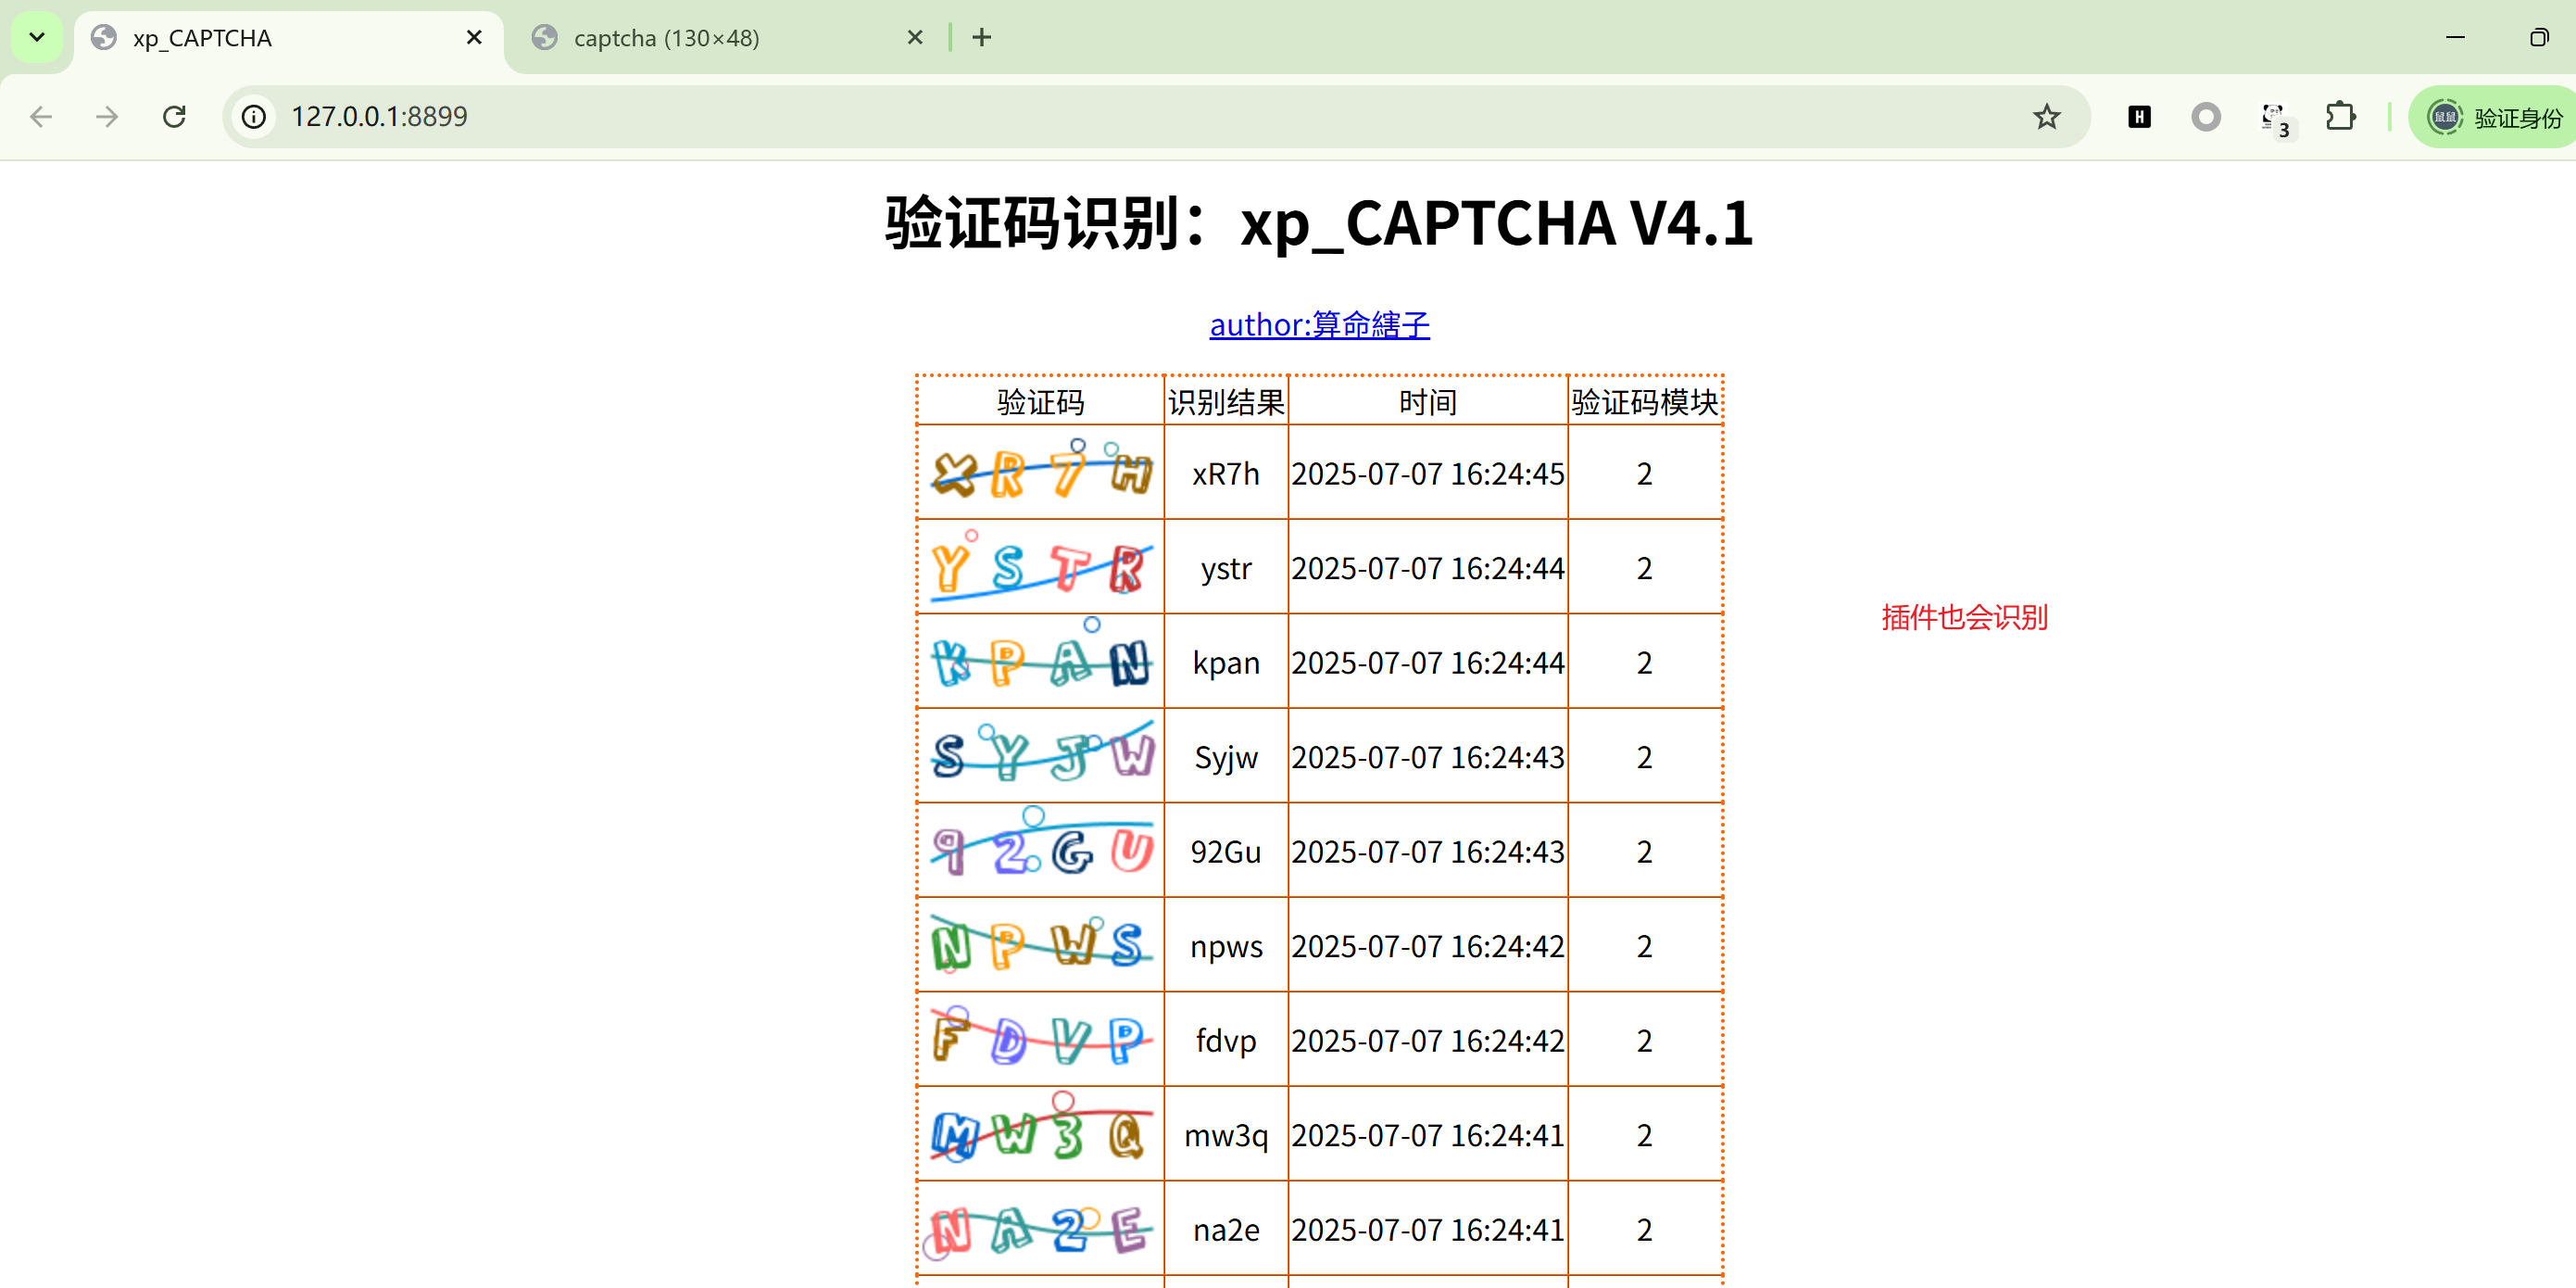 xp_CAPTCHA
captcha (130×48)
127.0.0.1:8899
H
3
鼠鼠
验证身份
验证码识别：xp_CAPTCHA V4.1
author:算命縖子
验证码 识别结果 时间 验证码模块
XR7H xR7h 2025-07-07 16:24:45 2
YSTR ystr 2025-07-07 16:24:44 2
插件也会识别
KPAN kpan 2025-07-07 16:24:44 2
SYJW Syjw 2025-07-07 16:24:43 2
92GU 92Gu 2025-07-07 16:24:43 2
NPWS npws 2025-07-07 16:24:42 2
FDVP fdvp 2025-07-07 16:24:42 2
MW3Q mw3q 2025-07-07 16:24:41 2
NA2E na2e 2025-07-07 16:24:41 2